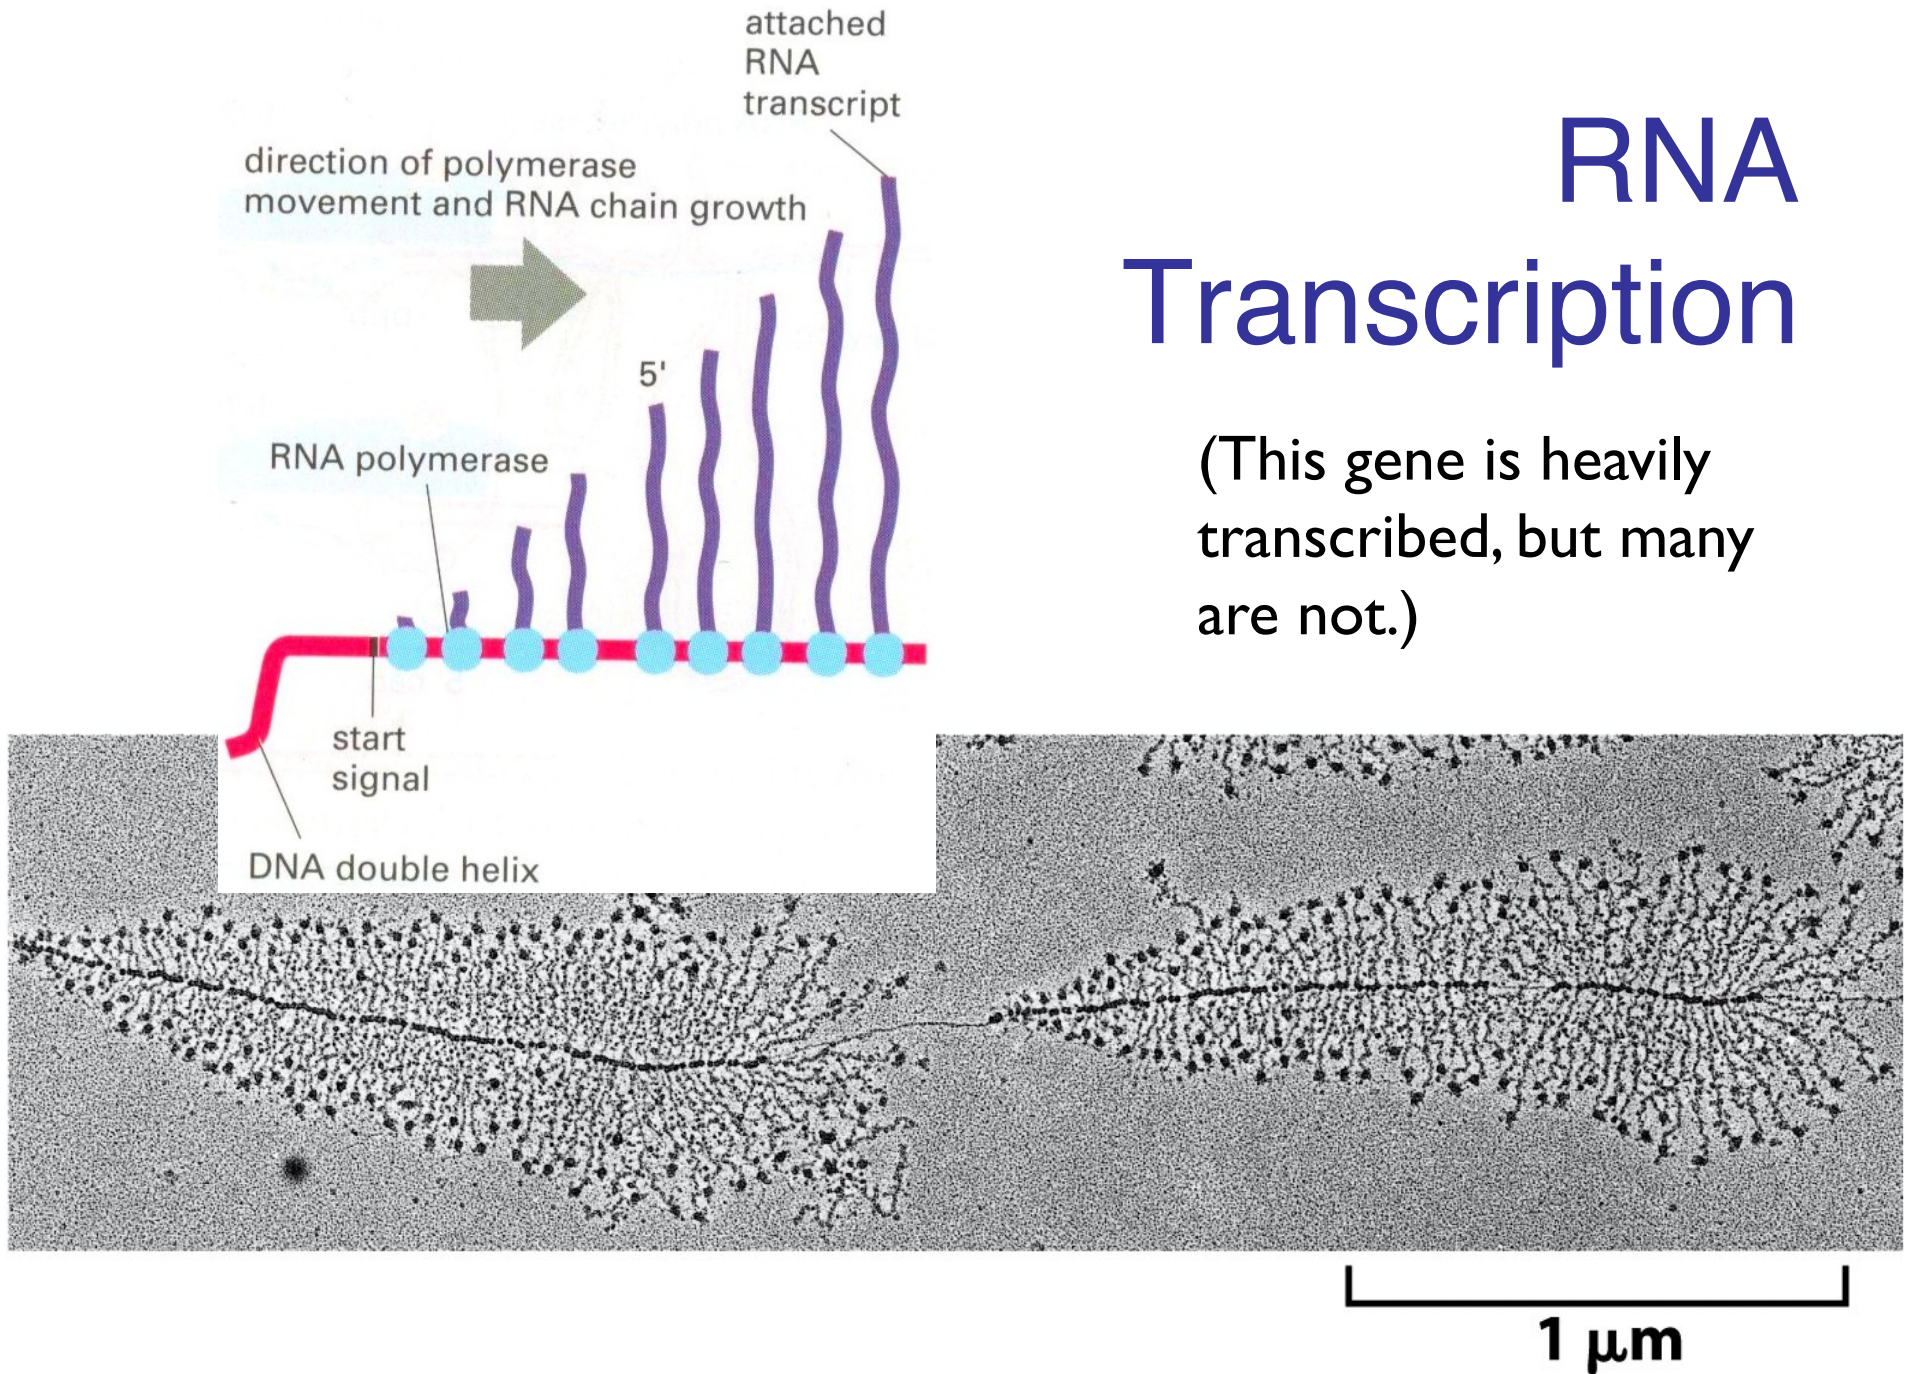 attached
RNA
transcript
direction of polymerase
movement and RNA chain growth
5'
RNA polymerase
start
signal
DNA double helix
RNA
Transcription
(This gene is heavily
transcribed, but many
are not.)
1 μm